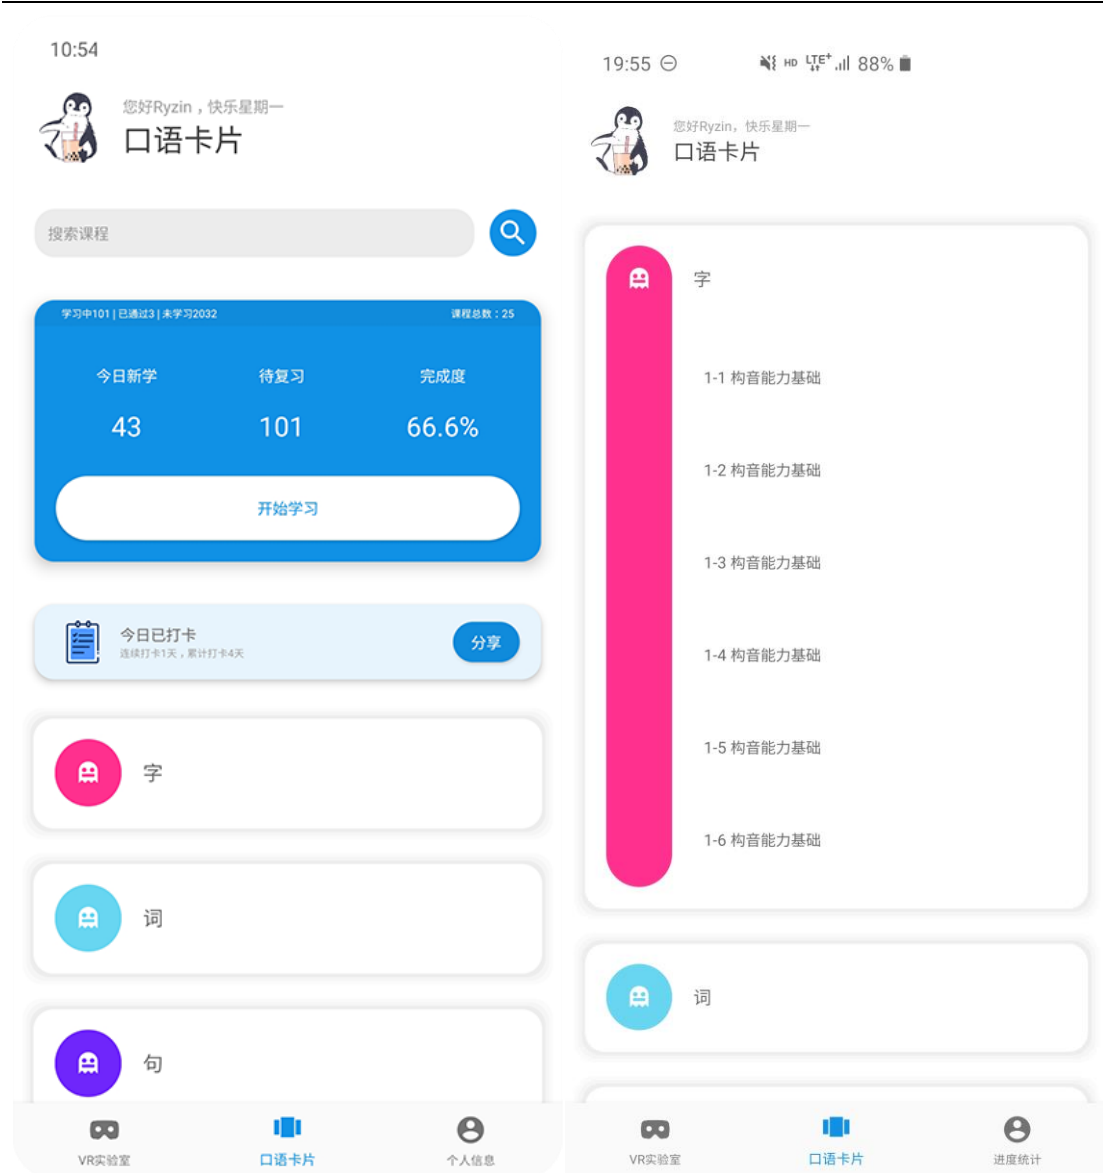 10:54
您好Ryzin，快乐星期一
口语卡片
搜索课程
学习中101 | 已通过3 | 未学习2032
课程总数：25
今日新学
待复习
完成度
43
101
66.6%
开始学习
今日已打卡
连续打卡1天，累计打卡4天
分享
字
词
句
VR实验室
口语卡片
个人信息
19:55
HD LTE+ 88%
您好Ryzin，快乐星期一
口语卡片
字
1-1 构音能力基础
1-2 构音能力基础
1-3 构音能力基础
1-4 构音能力基础
1-5 构音能力基础
1-6 构音能力基础
词
VR实验室
口语卡片
进度统计